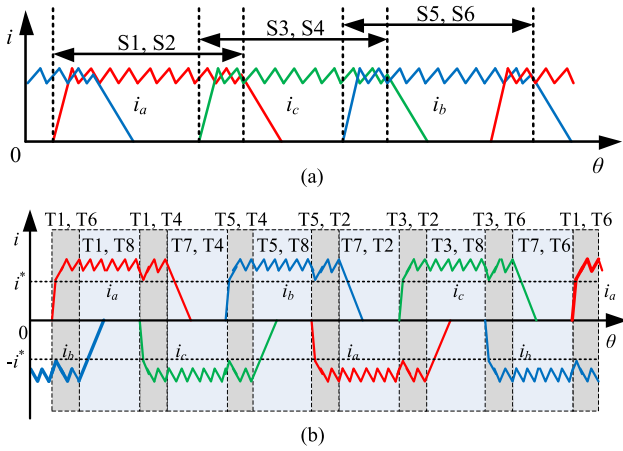 i
S1, S2
S3, S4
S5, S6
i_a
i_c
i_b
0
θ
(a)
T1, T6 T1, T4 T5, T4 T5, T2 T3, T2 T3, T6 T1, T6
i
T1, T8 T7, T4 T5, T8 T7, T2 T3, T8 T7, T6
i*
i_a
i_b
i_c
i_a
0
θ
-i*
i_b
i_c
i_a
i_b
(b)